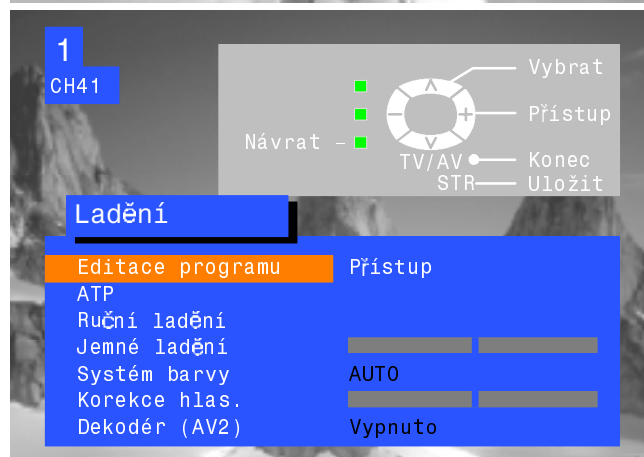 1
CH41
Vybrat
Přístup
Návrat –
TV/AV
Konec
STR
Uložit
Ladění
Editace programu Přístup
ATP
Ruční ladění
Jemné ladění
Systém barvy AUTO
Korekce hlas.
Dekodér (AV2) Vypnuto